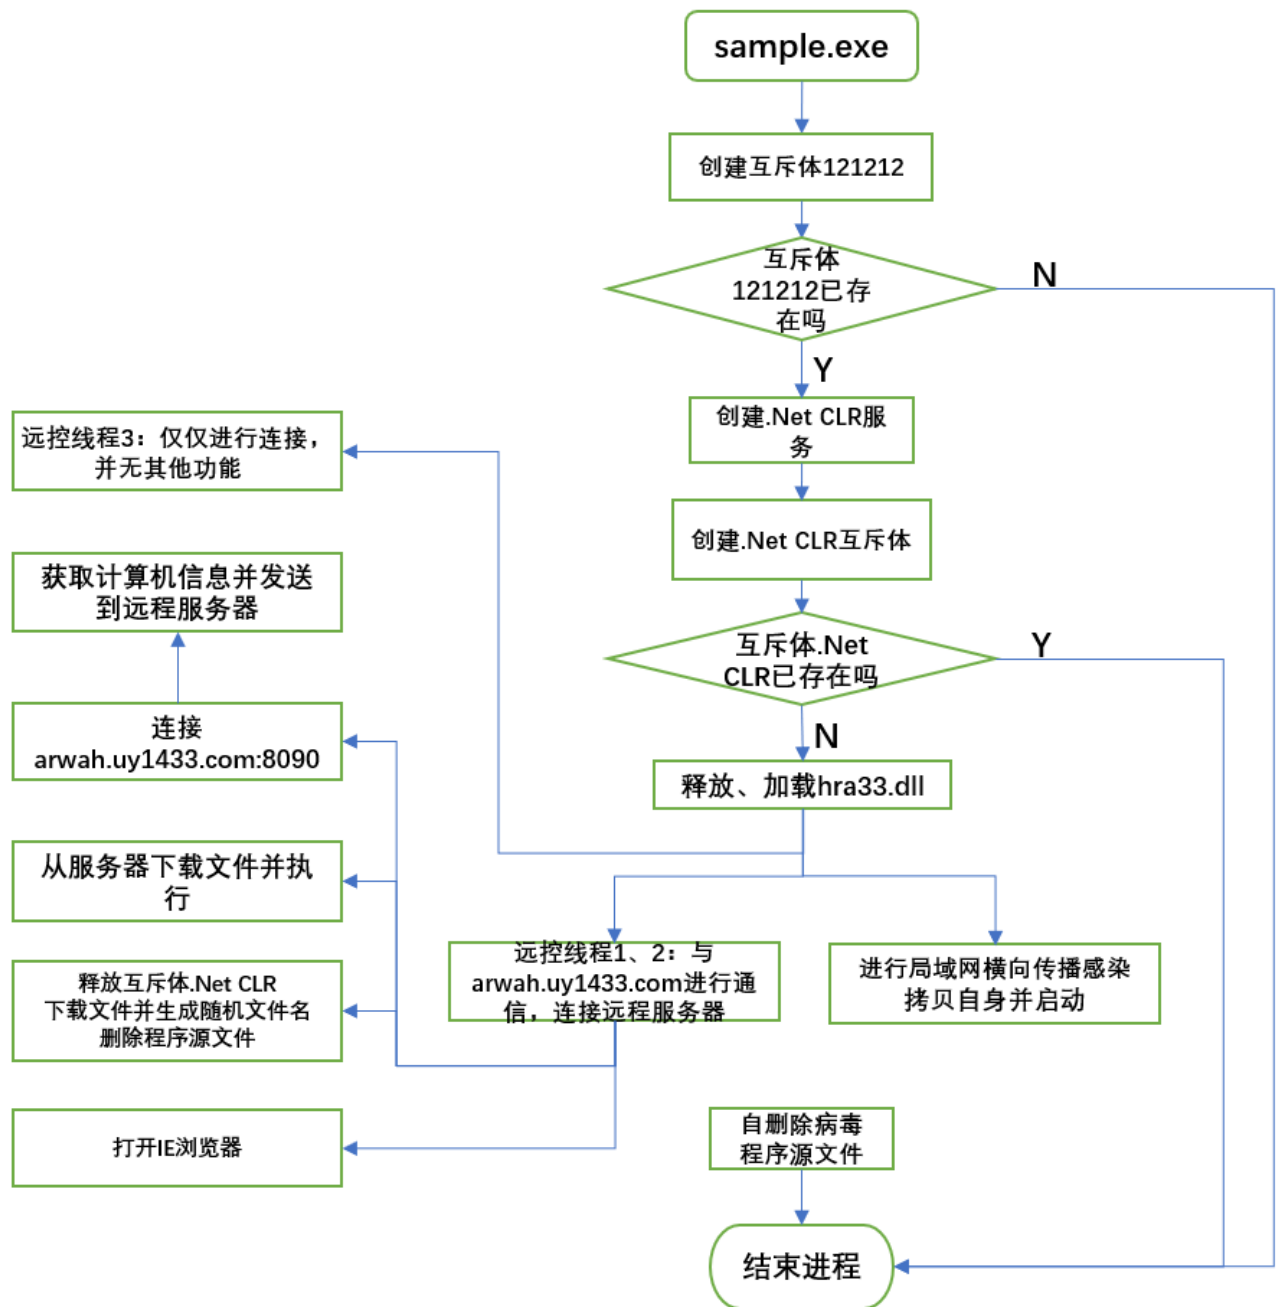 sample.exe
创建互斥体121212
互斥体
121212已存
在吗
N
Y
创建.Net CLR服
务
创建.Net CLR互斥体
互斥体.Net
CLR已存在吗
Y
N
释放、加载hra33.dll
远控线程3：仅仅进行连接，
并无其他功能
获取计算机信息并发送
到远程服务器
连接
arwah.uy1433.com:8090
从服务器下载文件并执
行
释放互斥体.Net CLR
下载文件并生成随机文件名
删除程序源文件
打开IE浏览器
远控线程1、2：与
arwah.uy1433.com进行通
信，连接远程服务器
进行局域网横向传播感染
拷贝自身并启动
自删除病毒
程序源文件
结束进程